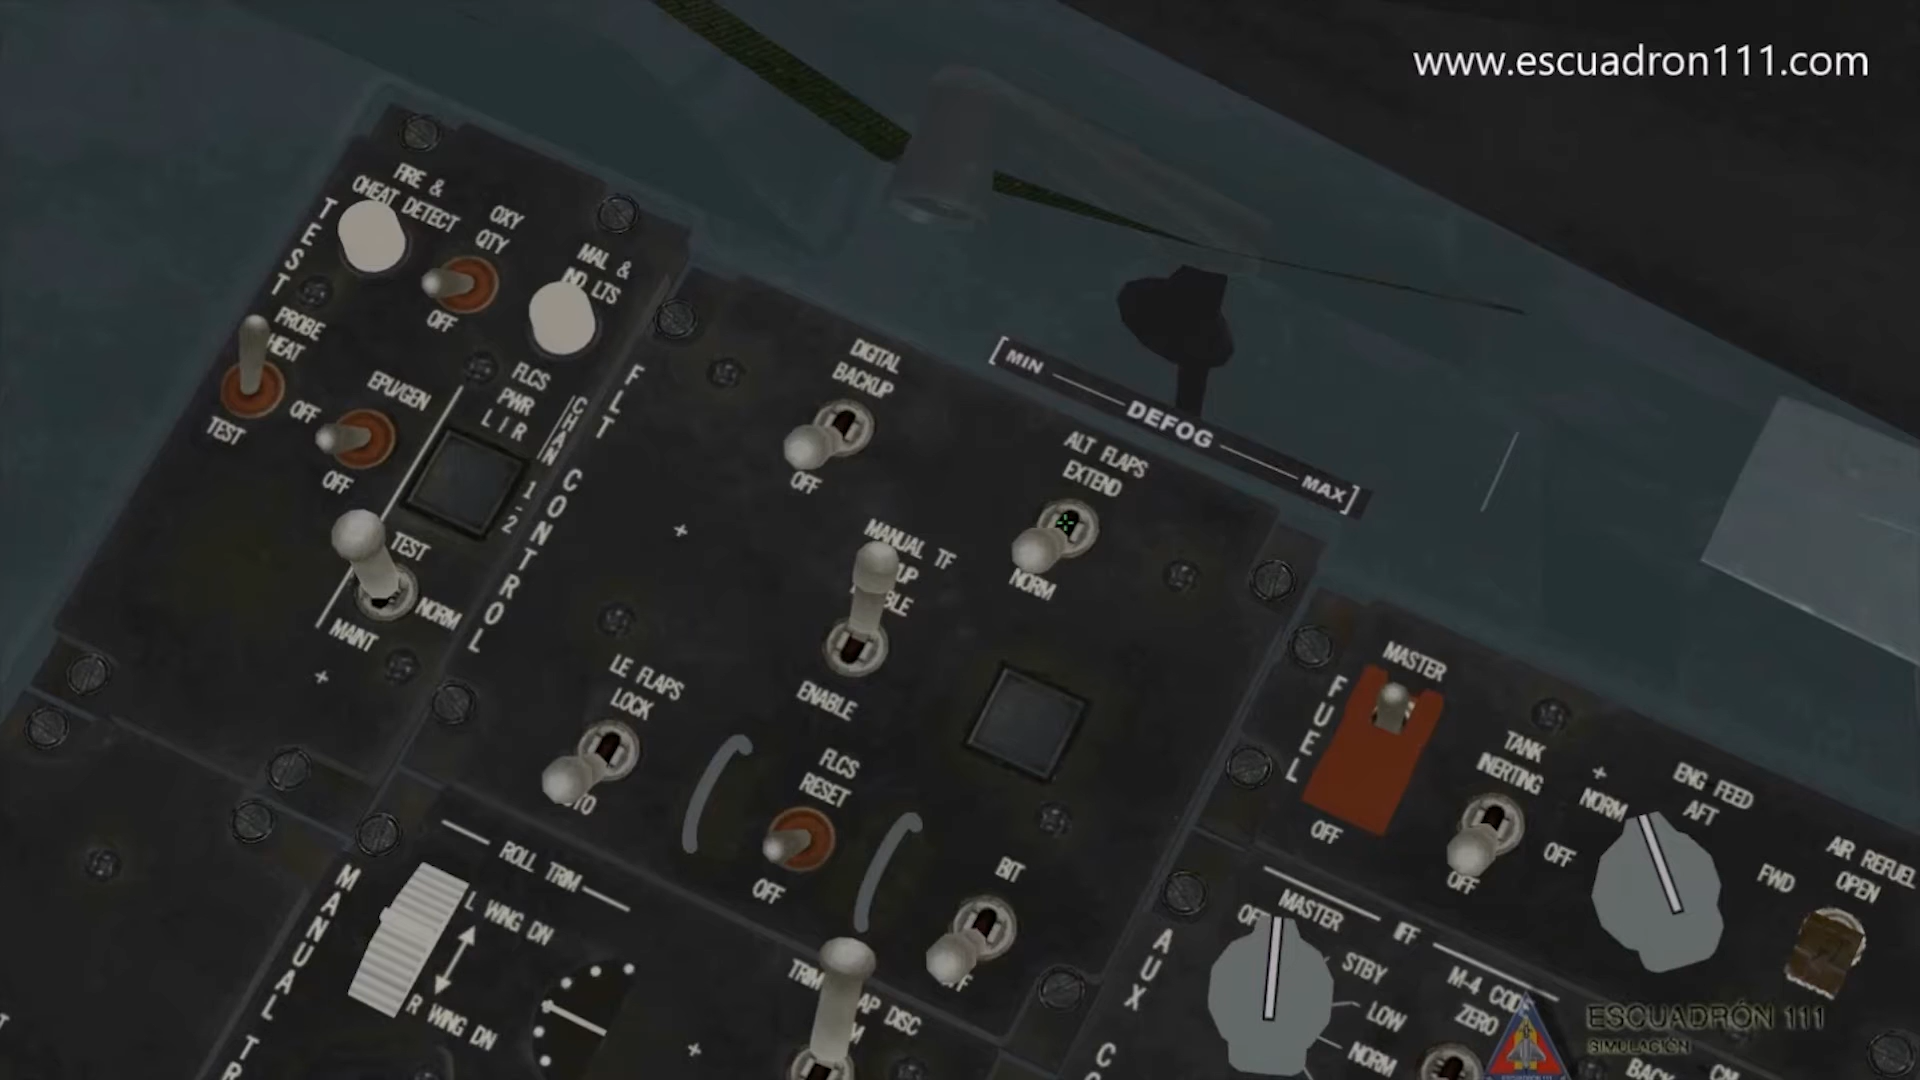 www.escuadron111.com
FIRE &
OHEAT DETECT
TEST
OXY
QTY
OFF
MAL &
IND LTS
PROBE
HEAT
TEST
EPU/GEN
OFF
OFF
FLCS
PWR
L I R
CHAN
1-2
TEST
NORM
MAINT
FLT CONTROL
DIGITAL
BACKUP
OFF
[MIN DEFOG MAX]
ALT FLAPS
EXTEND
NORM
MANUAL TF
ENABLE
LE FLAPS
LOCK
FLCS
RESET
OFF
BIT
FUEL
MASTER
OFF
TANK
INERTING
OFF
ENG FEED
NORM
AFT
OFF
FWD
AIR REFUEL
OPEN
MANUAL
ROLL TRIM
L WING DN
R WING DN
TRIM
DISC
AUX
MASTER
IFF
STBY
LOW
NORM
M-4 CODE
ZERO
ESCUADRÓN 111
SIMULACIÓN